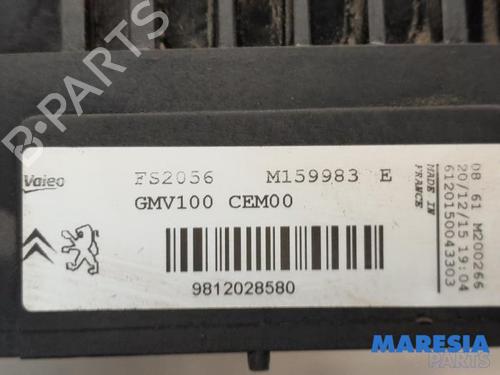 B-PARTS
Valeo
FS2056 M159983 E
GMV100 CEM00
9812028580
MADE IN
FRANCE
08 61 M200266
20/12/15 19:04
6120150043303
MARESIA
PARTS
B-PARTS